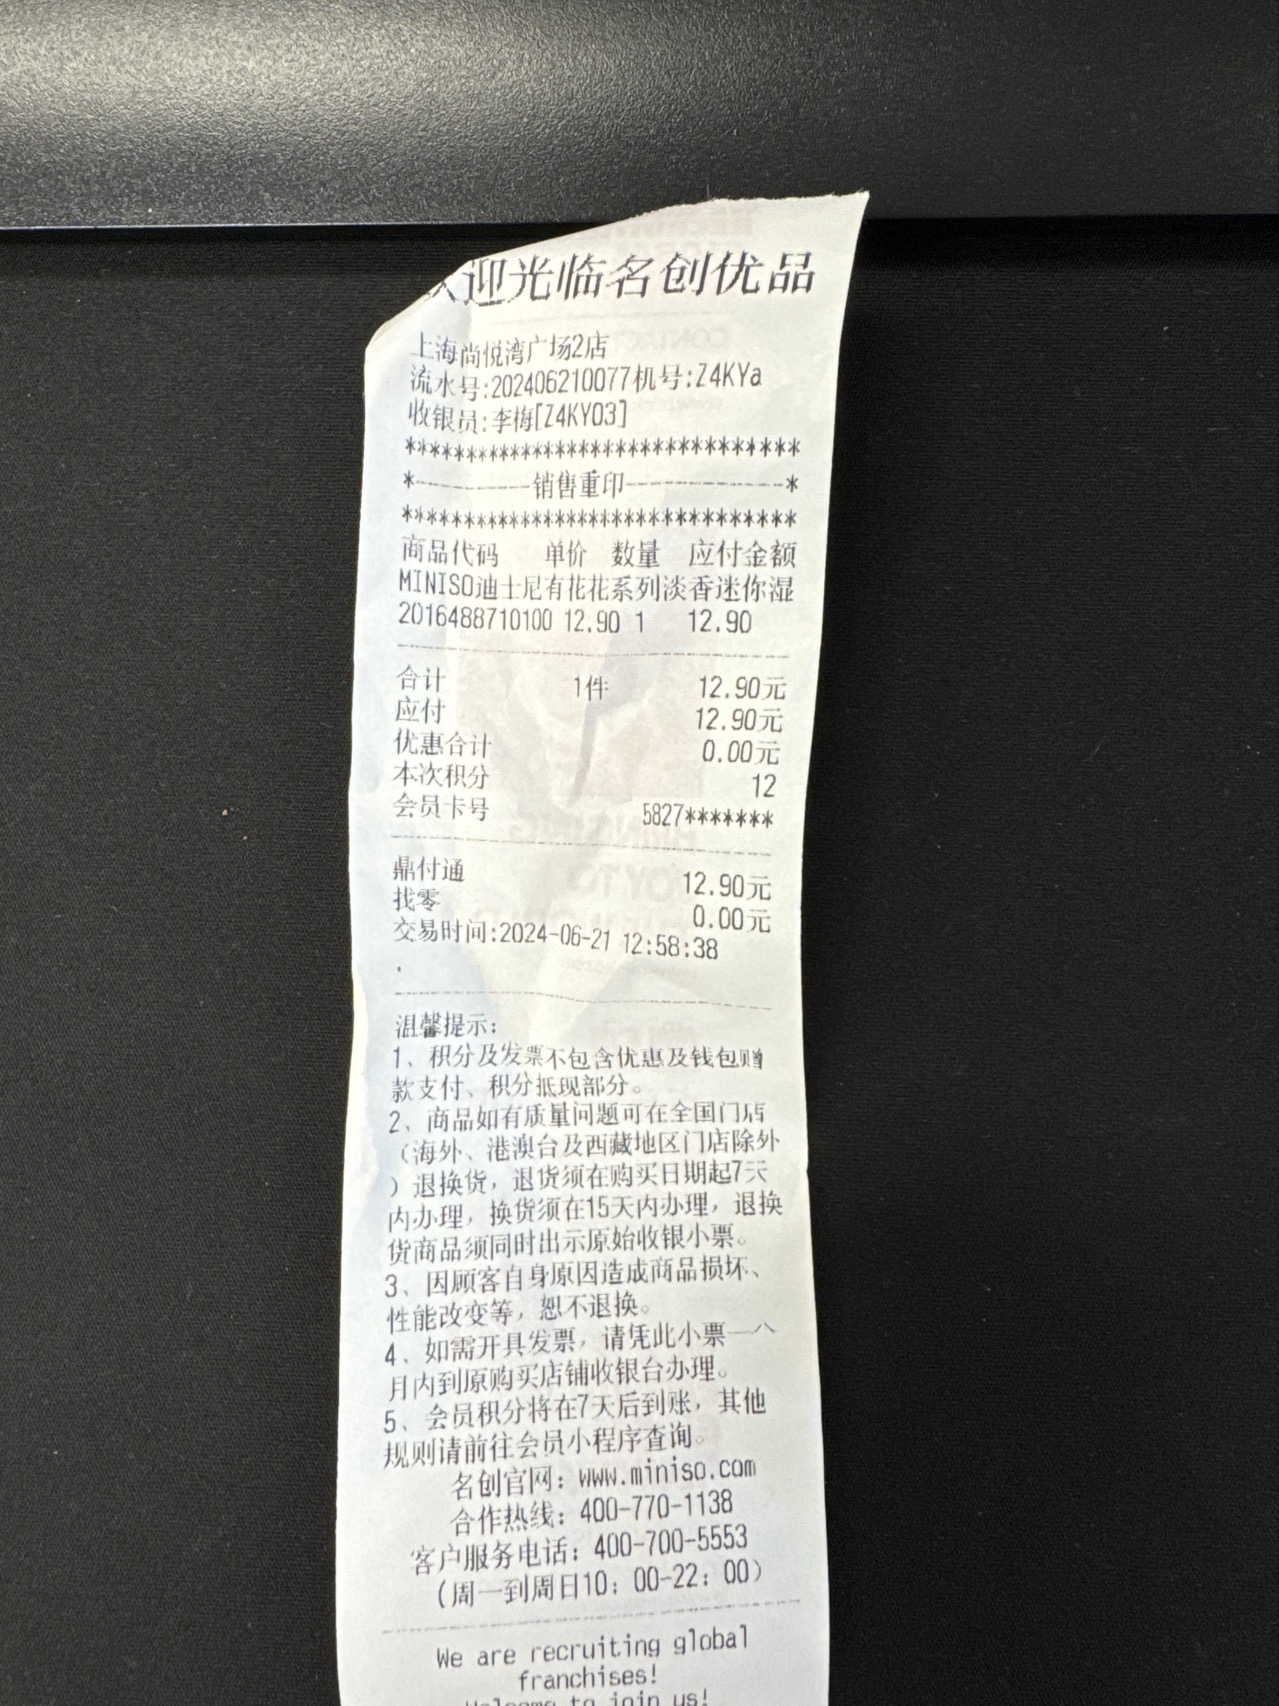 迎光临名创优品
上海尚悦湾广场2店
流水号:202406210077机号:Z4KYa
收银员:李梅[Z4KY03]
******************************
*---------销售重印-------------*
******************************
商品代码 单价 数量 应付金额
MINISO迪士尼有花花系列淡香迷你湿
2016488710100 12.90 1 12.90
合计 1件 12.90元
应付 12.90元
优惠合计 0.00元
本次积分 12
会员卡号 5827*******
鼎付通 12.90元
找零 0.00元
交易时间:2024-06-21 12:58:38
.
温馨提示:
1、积分及发票不包含优惠及钱包赠
款支付、积分抵现部分。
2、商品如有质量问题可在全国门店
（海外、港澳台及西藏地区门店除外
）退换货，退货须在购买日期起7天
内办理，换货须在15天内办理，退换
货商品须同时出示原始收银小票。
3、因顾客自身原因造成商品损坏、
性能改变等，恕不退换。
4、如需开具发票，请凭此小票一个
月内到原购买店铺收银台办理。
5、会员积分将在7天后到账，其他
规则请前往会员小程序查询。
名创官网：www.miniso.com
合作热线：400-770-1138
客户服务电话：400-700-5553
(周一到周日10：00-22：00)
We are recruiting global
franchises!
Welcome to join us!